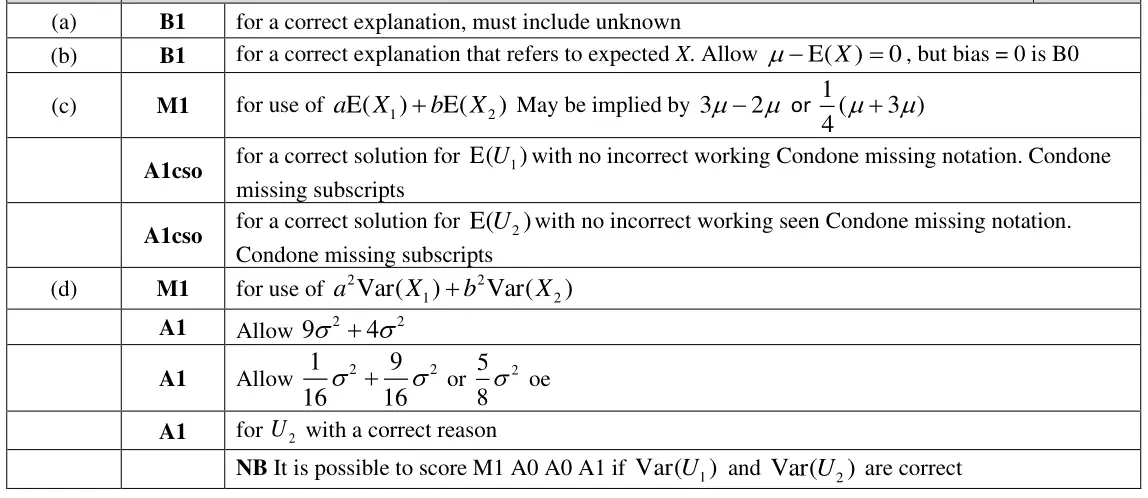 (a) B1 for a correct explanation, must include unknown
(b) B1 for a correct explanation that refers to expected X. Allow μ − E(X) = 0, but bias = 0 is B0
(c) M1 for use of aE(X₁) + bE(X₂) May be implied by 3μ − 2μ or 1/4(μ + 3μ)
A1cso for a correct solution for E(U₁) with no incorrect working Condone missing notation. Condone
missing subscripts
A1cso for a correct solution for E(U₂) with no incorrect working seen Condone missing notation.
Condone missing subscripts
(d) M1 for use of a²Var(X₁) + b²Var(X₂)
A1 Allow 9σ² + 4σ²
A1 Allow 1/16 σ² + 9/16 σ² or 5/8 σ² oe
A1 for U₂ with a correct reason
NB It is possible to score M1 A0 A0 A1 if Var(U₁) and Var(U₂) are correct